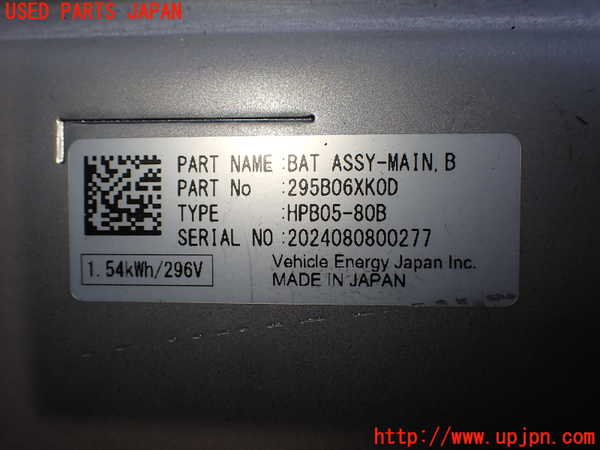 USED PARTS JAPAN
PART NAME :BAT ASSY-MAIN, B
PART No :295B06XK0D
TYPE :HPB05-80B
SERIAL NO :2024080800277
1.54kWh/296V
Vehicle Energy Japan Inc.
MADE IN JAPAN
http://www.upjpn.com/